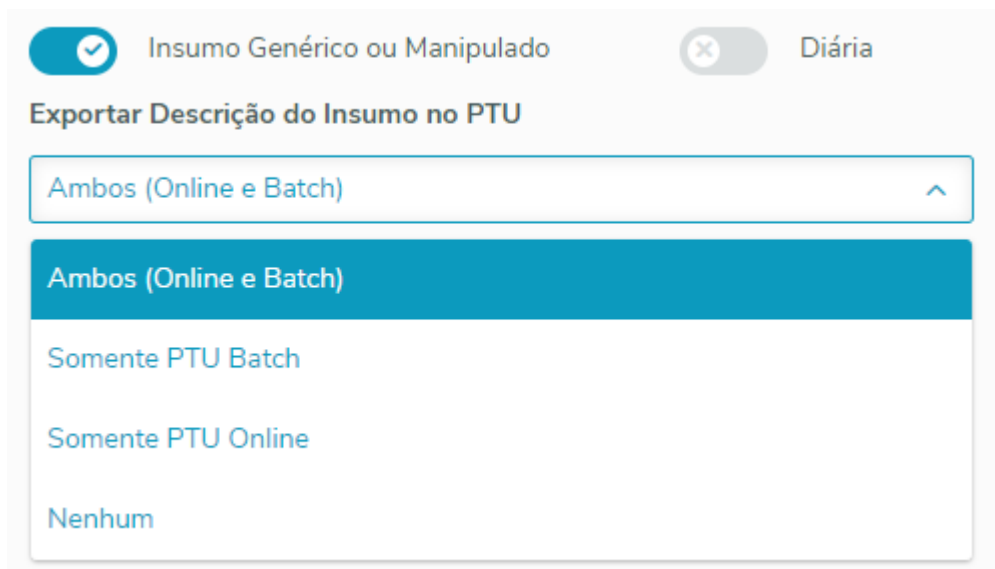 Insumo Genérico ou Manipulado Diária
Exportar Descrição do Insumo no PTU
Ambos (Online e Batch)
Ambos (Online e Batch)
Somente PTU Batch
Somente PTU Online
Nenhum